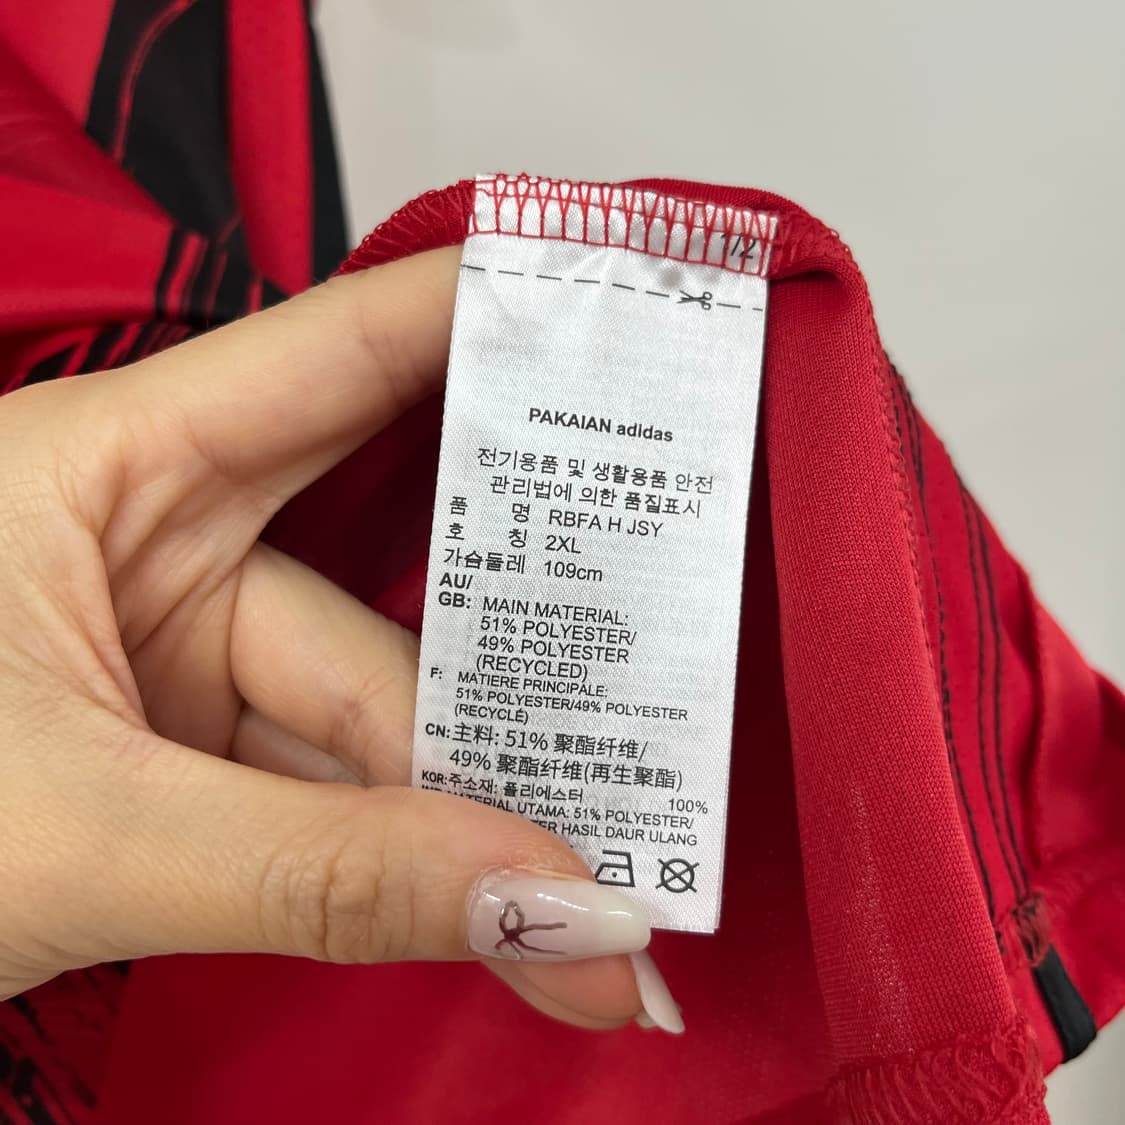 1/2
PAKAIAN adidas
전기용품 및 생활용품 안전
관리법에 의한 품질표시
품 명 RBFA H JSY
호 칭 2XL
가슴둘레 109cm
AU/
GB: MAIN MATERIAL:
51% POLYESTER/
49% POLYESTER
(RECYCLED)
F: MATIERE PRINCIPALE:
51% POLYESTER/49% POLYESTER
(RECYCLÉ)
CN: 主料: 51% 聚酯纤维/
49% 聚酯纤维(再生聚酯)
KOR: 주소재: 폴리에스터 100%
UTAMA: 51% POLYESTER/
HASIL DAUR ULANG